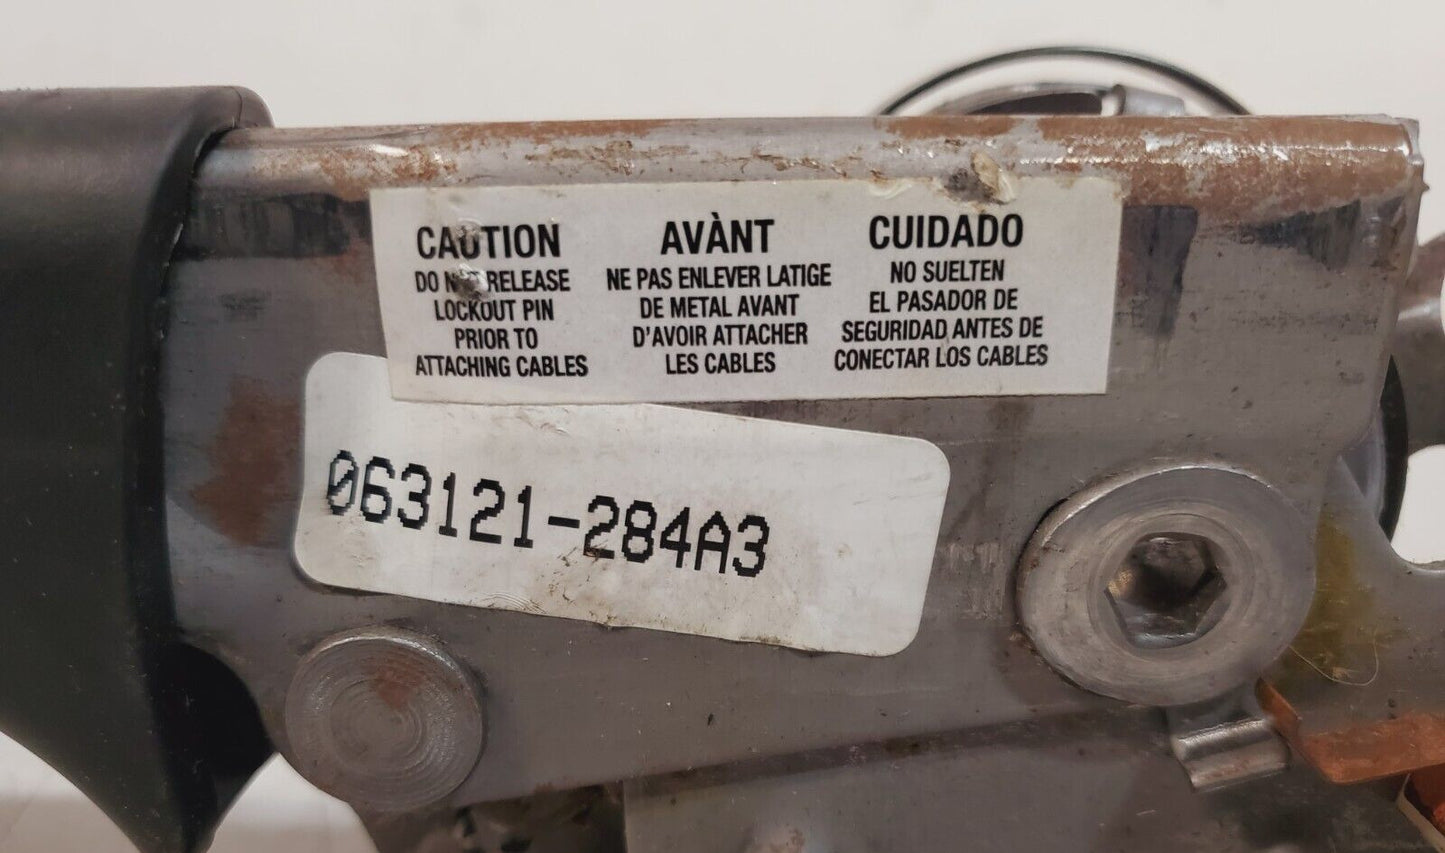 CAUTION
DO NOT RELEASE
LOCKOUT PIN
PRIOR TO
ATTACHING CABLES
AVÀNT
NE PAS ENLEVER LATIGE
DE METAL AVANT
D'AVOIR ATTACHER
LES CABLES
CUIDADO
NO SUELTEN
EL PASADOR DE
SEGURIDAD ANTES DE
CONECTAR LOS CABLES
063121-284A3